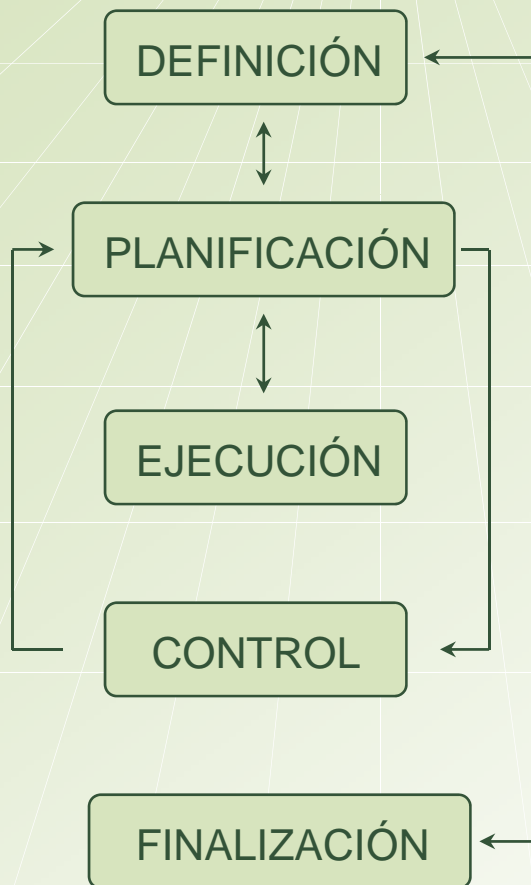 DEFINICIÓN
PLANIFICACIÓN
EJECUCIÓN
CONTROL
FINALIZACIÓN